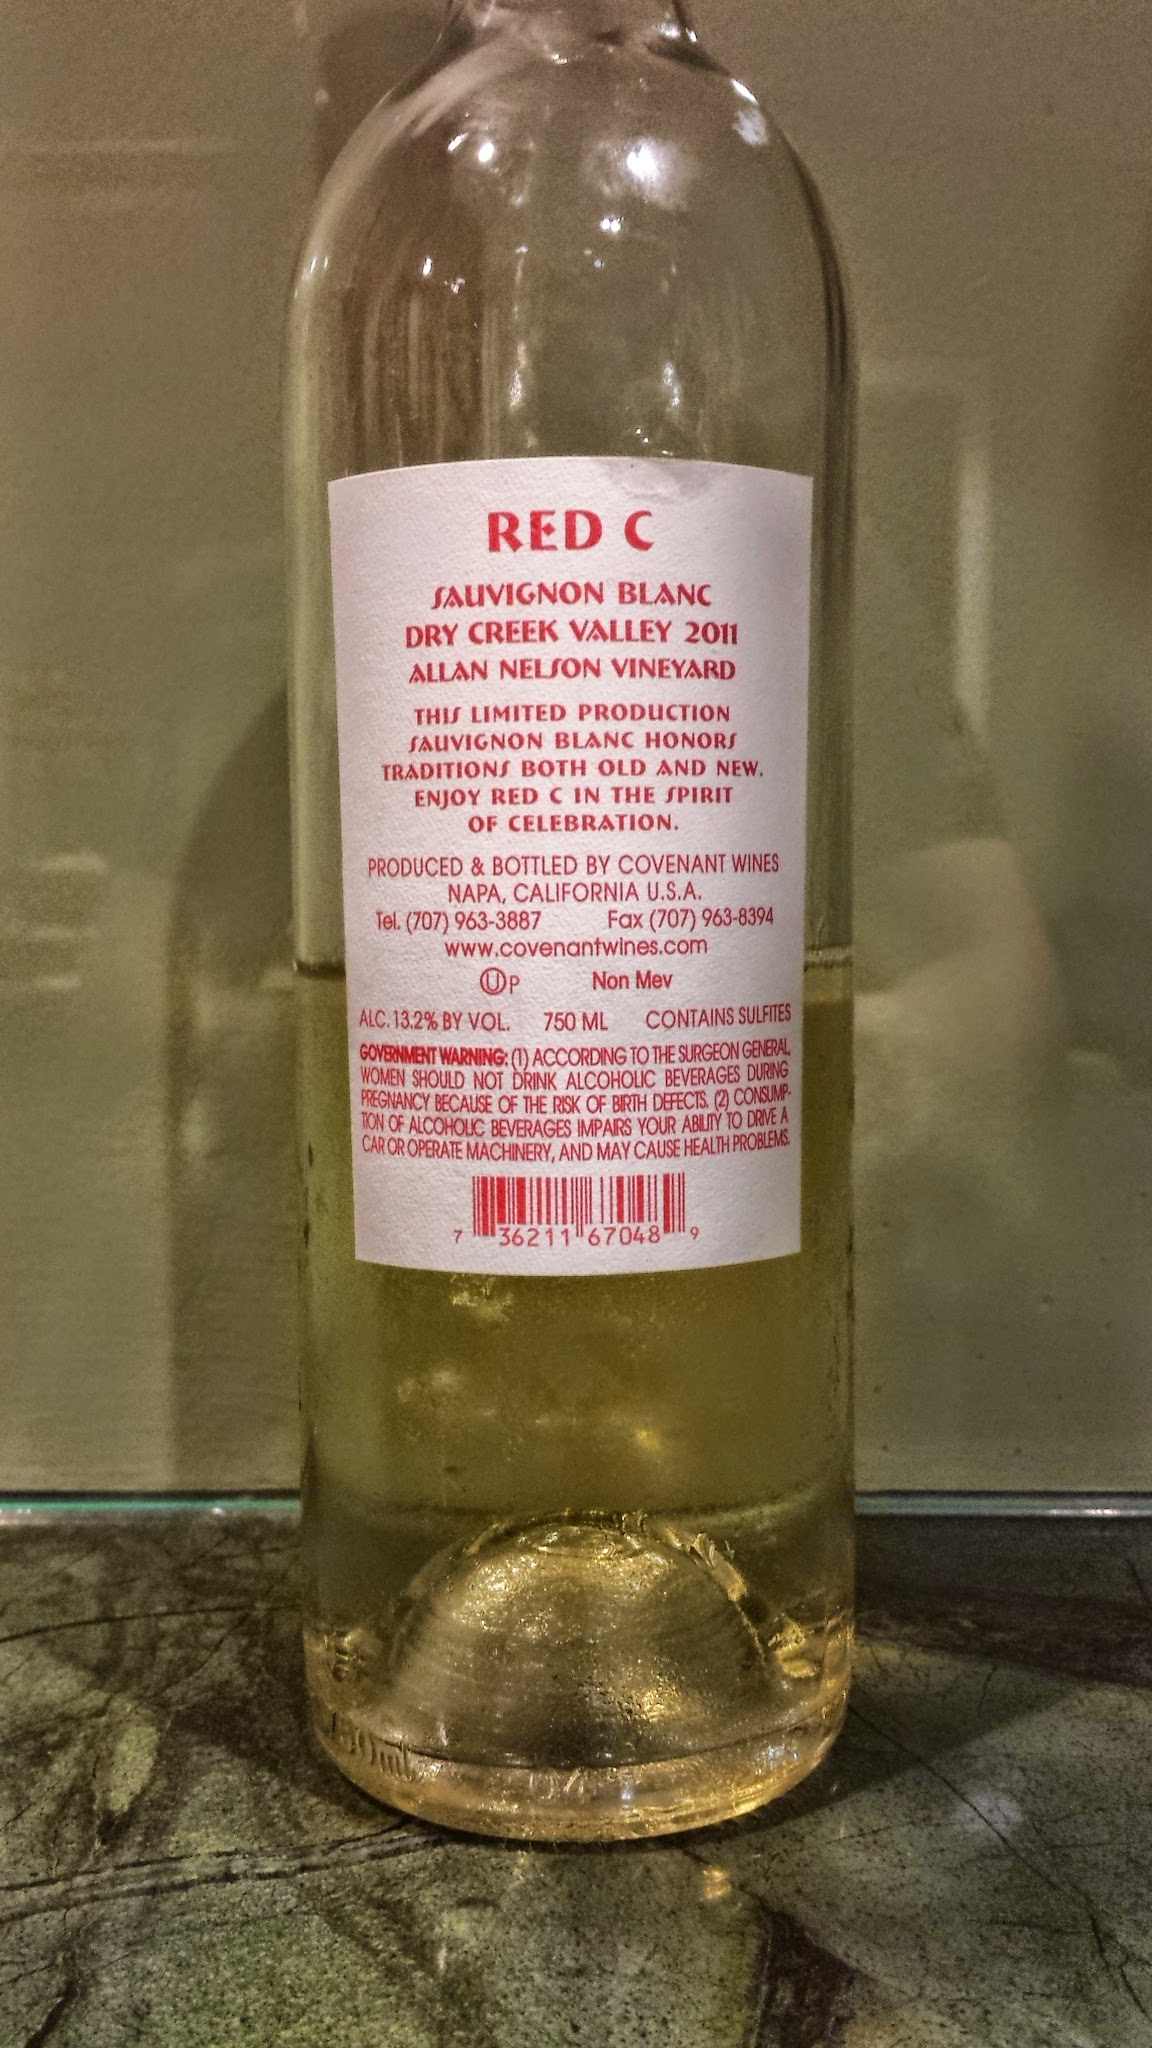 RED C
SAUVIGNON BLANC
DRY CREEK VALLEY 2011
ALLAN NELSON VINEYARD
THIS LIMITED PRODUCTION
SAUVIGNON BLANC HONORS
TRADITIONS BOTH OLD AND NEW.
ENJOY RED C IN THE SPIRIT
OF CELEBRATION.
PRODUCED & BOTTLED BY COVENANT WINES
NAPA, CALIFORNIA U.S.A.
Tel. (707) 963-3887 Fax (707) 963-8394
www.covenantwines.com
Ⓤ P Non Mev
ALC. 13.2% BY VOL. 750 ML CONTAINS SULFITES
GOVERNMENT WARNING: (1) ACCORDING TO THE SURGEON GENERAL,
WOMEN SHOULD NOT DRINK ALCOHOLIC BEVERAGES DURING
PREGNANCY BECAUSE OF THE RISK OF BIRTH DEFECTS. (2) CONSUMP-
TION OF ALCOHOLIC BEVERAGES IMPAIRS YOUR ABILITY TO DRIVE A
CAR OR OPERATE MACHINERY, AND MAY CAUSE HEALTH PROBLEMS.
7 36211 67048 9